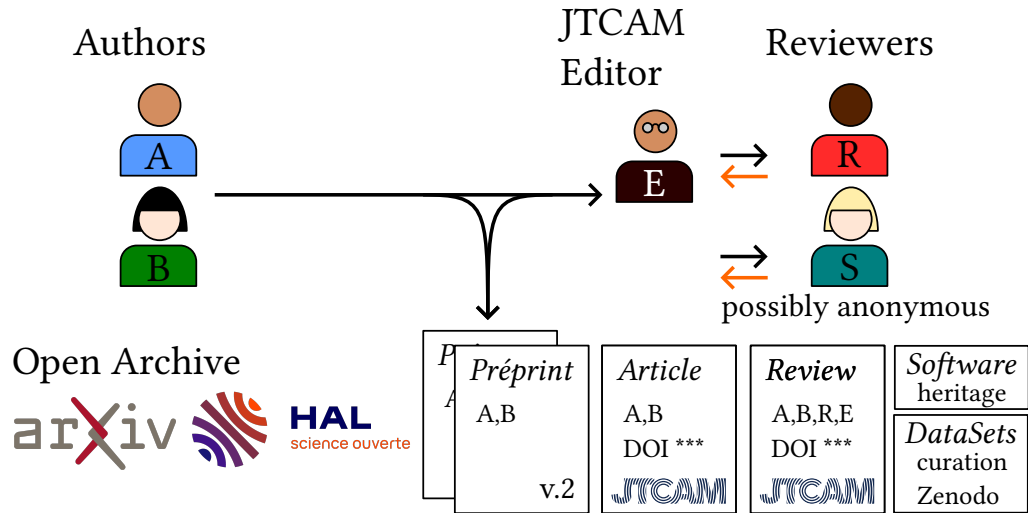 Authors
JTCAM
Editor
Reviewers
A
B
E
R
S
possibly anonymous
Open Archive
arXiv
HAL
science ouverte
Préprint
A,B
v.2
Article
A,B
DOI ***
JTCAM
Review
A,B,R,E
DOI ***
JTCAM
Software
heritage
DataSets
curation
Zenodo